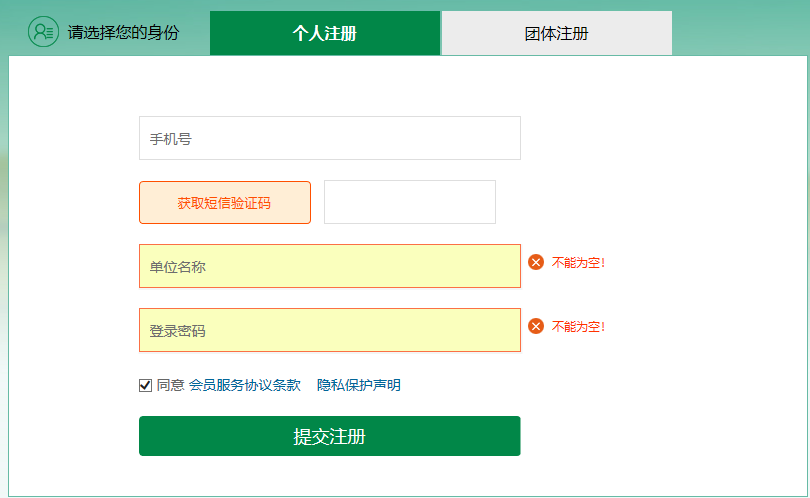 请选择您的身份 个人注册 团体注册
手机号
获取短信验证码
单位名称 不能为空!
登录密码 不能为空!
同意 会员服务协议条款 隐私保护声明
提交注册